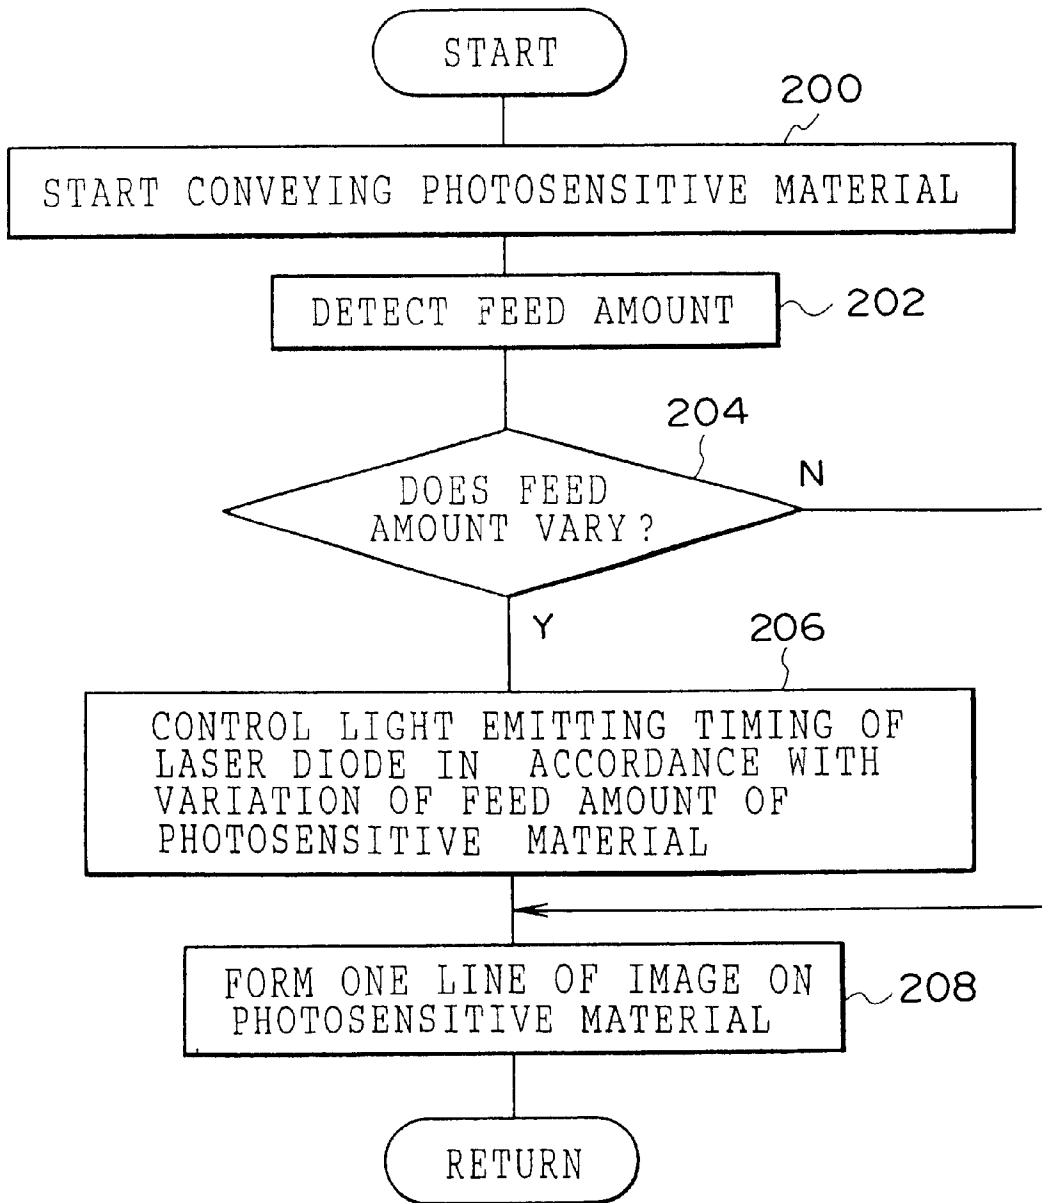 START
200
START CONVEYING PHOTOSENSITIVE MATERIAL
DETECT FEED AMOUNT
202
204
DOES FEED
AMOUNT VARY?
N
Y
206
CONTROL LIGHT EMITTING TIMING OF
LASER DIODE IN ACCORDANCE WITH
VARIATION OF FEED AMOUNT OF
PHOTOSENSITIVE MATERIAL
FORM ONE LINE OF IMAGE ON
PHOTOSENSITIVE MATERIAL
208
RETURN